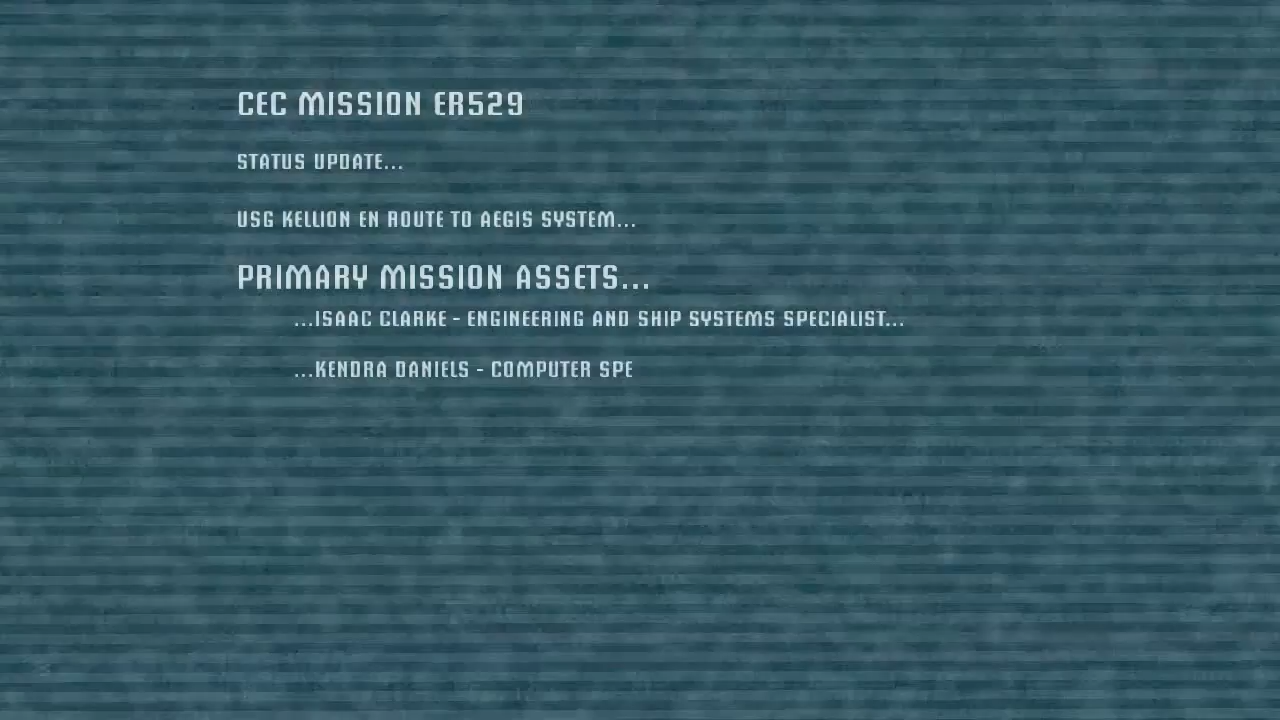 CEC MISSION ER529
STATUS UPDATE...
USG KELLION EN ROUTE TO AEGIS SYSTEM...
PRIMARY MISSION ASSETS...
...ISAAC CLARKE - ENGINEERING AND SHIP SYSTEMS SPECIALIST...
...KENDRA DANIELS - COMPUTER SPE